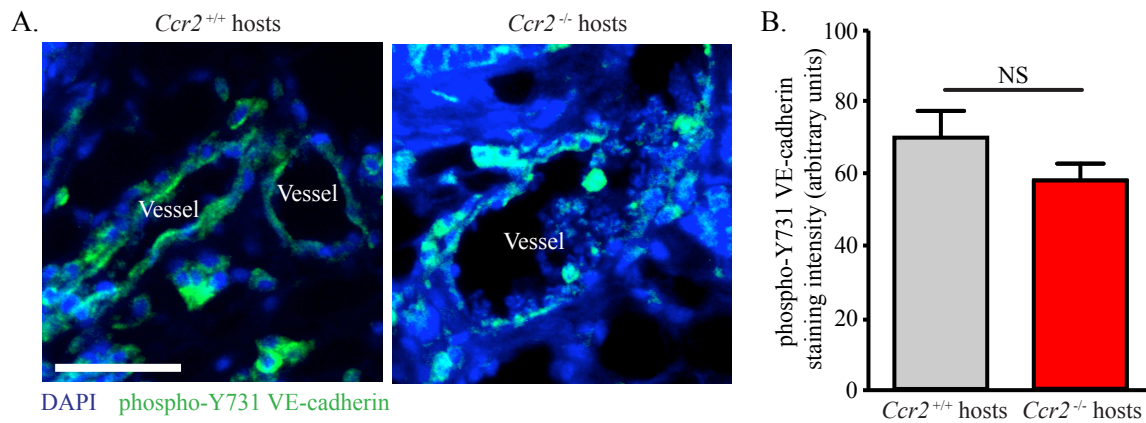 A.
Ccr2 +/+ hosts
Ccr2 -/- hosts
Vessel
Vessel
Vessel
DAPI phospho-Y731 VE-cadherin
B.
phospho-Y731 VE-cadherin
staining intensity (arbitrary units)
100
80
60
40
20
0
NS
Ccr2 +/+ hosts
Ccr2 -/- hosts